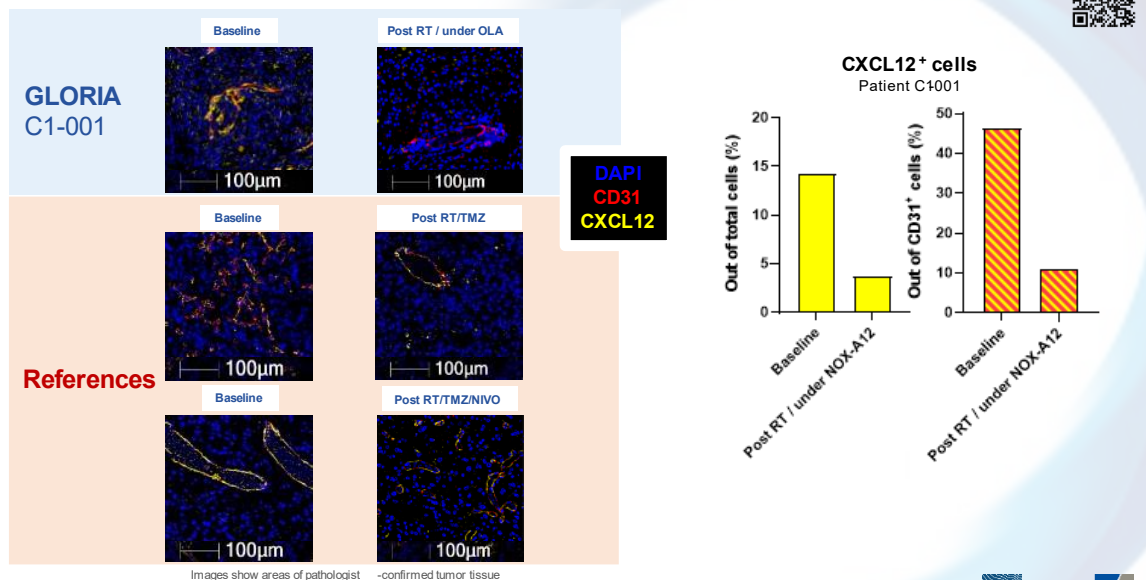 Baseline
Post RT / under OLA
GLORIA
C1-001
100µm
100µm
DAPI
CD31
CXCL12
Baseline
Post RT/TMZ
100µm
100µm
References
Baseline
Post RT/TMZ/NIVO
100µm
100µm
Images show areas of pathologist -confirmed tumor tissue
CXCL12+ cells
Patient C1-001
Out of total cells (%)
20
15
10
5
0
Baseline
Post RT / under NOX-A12
Out of CD31+ cells (%)
50
40
30
20
10
0
Baseline
Post RT / under NOX-A12